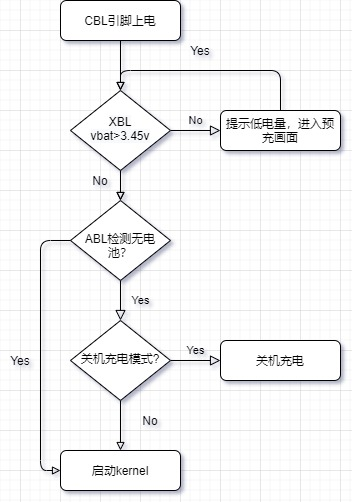 CBL引脚上电
Yes
XBL
vbat>3.45v
No
提示低电量，进入预
充画面
No
ABL检测无电
池？
Yes
关机充电模式？
Yes
关机充电
Yes
No
启动kernel